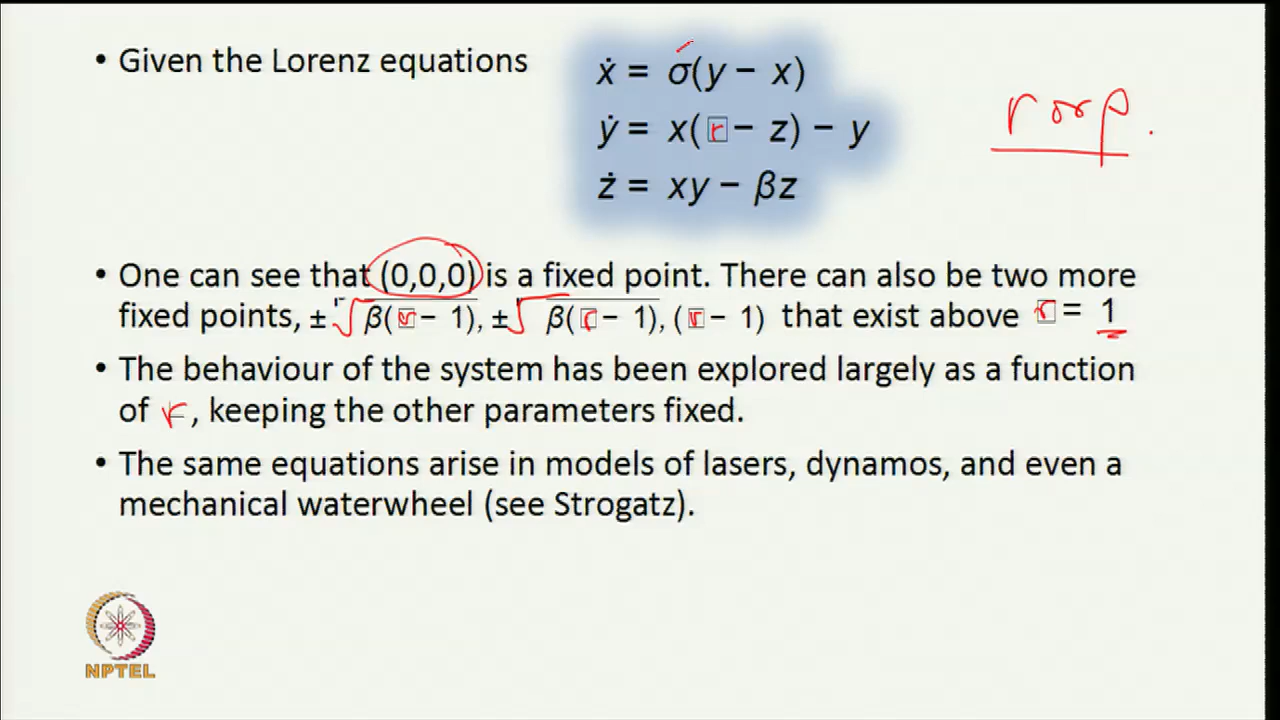 • Given the Lorenz equations
ẋ = σ(y − x)
ẏ = x(r − z) − y
ż = xy − βz
r or ρ.
• One can see that (0,0,0) is a fixed point. There can also be two more
fixed points, ±√β(r − 1), ±√β(r − 1), (r − 1) that exist above r = 1
• The behaviour of the system has been explored largely as a function
of r, keeping the other parameters fixed.
• The same equations arise in models of lasers, dynamos, and even a
mechanical waterwheel (see Strogatz).
NPTEL